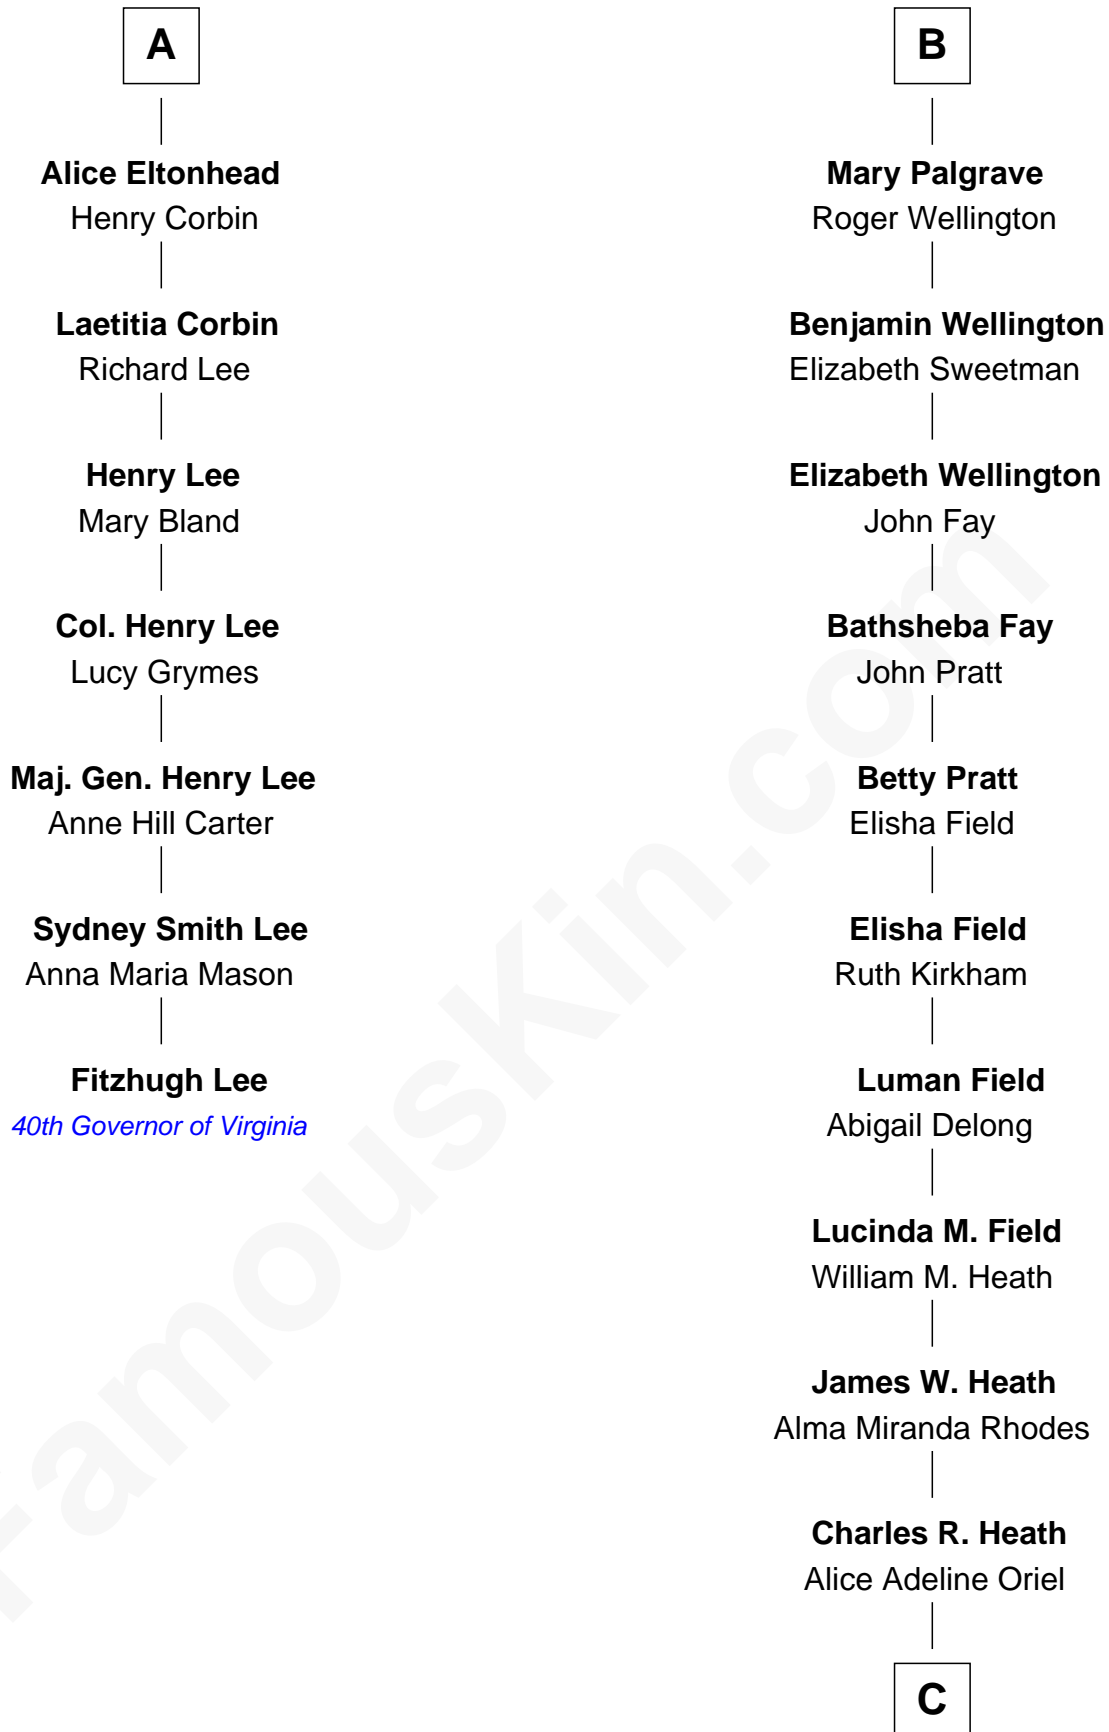 A
Alice Eltonhead
Henry Corbin
Laetitia Corbin
Richard Lee
Henry Lee
Mary Bland
Col. Henry Lee
Lucy Grymes
Maj. Gen. Henry Lee
Anne Hill Carter
Sydney Smith Lee
Anna Maria Mason
Fitzhugh Lee
40th Governor of Virginia
B
Mary Palgrave
Roger Wellington
Benjamin Wellington
Elizabeth Sweetman
Elizabeth Wellington
John Fay
Bathsheba Fay
John Pratt
Betty Pratt
Elisha Field
Elisha Field
Ruth Kirkham
Luman Field
Abigail Delong
Lucinda M. Field
William M. Heath
James W. Heath
Alma Miranda Rhodes
Charles R. Heath
Alice Adeline Oriel
C
FamousKin.com